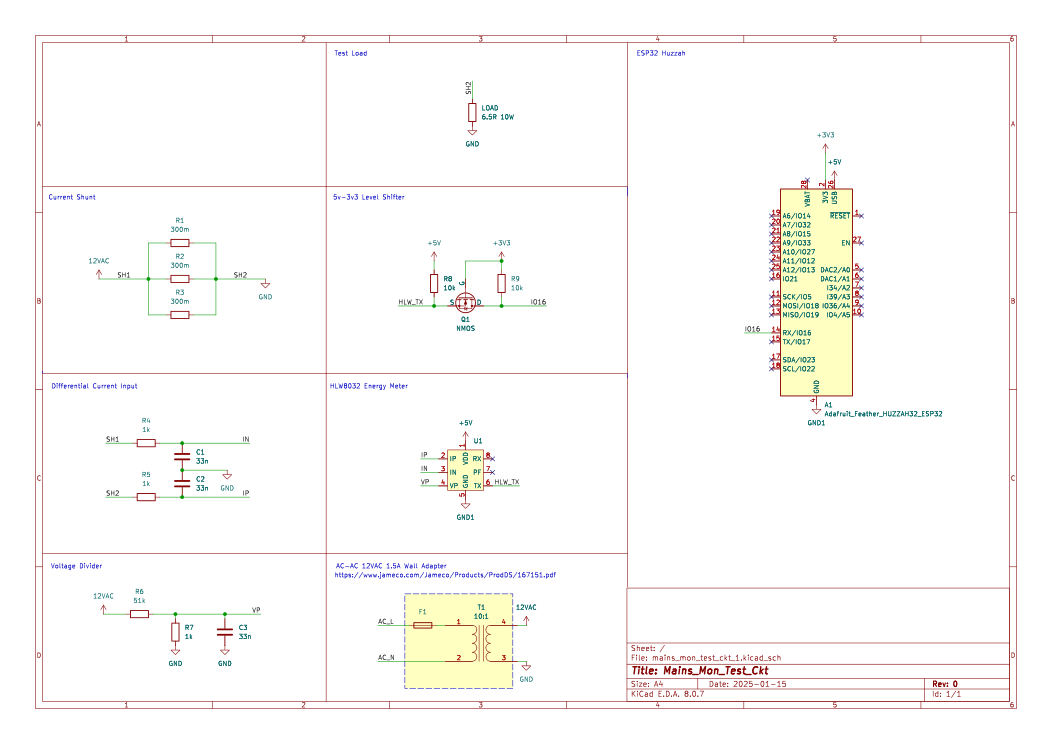 1 2 3 4 5 6
Test Load
ESP32 Huzzah
SH2
LOAD
6.5R 10W
GND
A
A
+3V3
+5V
28
2
26
VBAT
3V3
USB
19 A6/IO14
20 A7/IO32
21 A8/IO15
22 A9/IO33
23 A10/IO27
24 A11/IO12
25 A12/IO13
16 IO21
11 SCK/IO5
12 MOSI/IO18
13 MISO/IO19
IO16
14 RX/IO16
15 TX/IO17
17 SDA/IO23
18 SCL/IO22
RESET 1
EN 27
DAC2/A0 5
DAC1/A1 6
I34/A2 7
I39/A3 8
IO36/A4 9
IO4/A5 10
GND
4
GND1
A1
Adafruit_Feather_HUZZAH32_ESP32
Current Shunt
R1
300m
R2
300m
R3
300m
12VAC
SH1
SH2
GND
5v-3v3 Level Shifter
+5V
+3V3
R8
10k
R9
10k
G
S
D
HLW_TX
IO16
Q1
NMOS
B
B
Differential Current Input
SH1
R4
1k
IN
C1
33n
C2
33n
GND
SH2
R5
1k
IP
HLW8032 Energy Meter
+5V
U1
1
VDD
IP 2 IP
IN 3 IN
VP 4 VP
RX 8
PF 7
TX 6 HLW_TX
GND
5
GND1
C
C
Voltage Divider
12VAC
R6
51k
VP
R7
1k
C3
33n
GND
GND
AC-AC 12VAC 1.5A Wall Adapter
https://www.jameco.com/Jameco/Products/ProdDS/167151.pdf
AC_L
F1
AC_N
T1
10:1
1
2
4
3
12VAC
GND
D
D
Sheet: /
File: mains_mon_test_ckt_1.kicad_sch
Title: Mains_Mon_Test_Ckt
Size: A4 Date: 2025-01-15 Rev: 0
KiCad E.D.A. 8.0.7 Id: 1/1
1 2 3 4 5 6